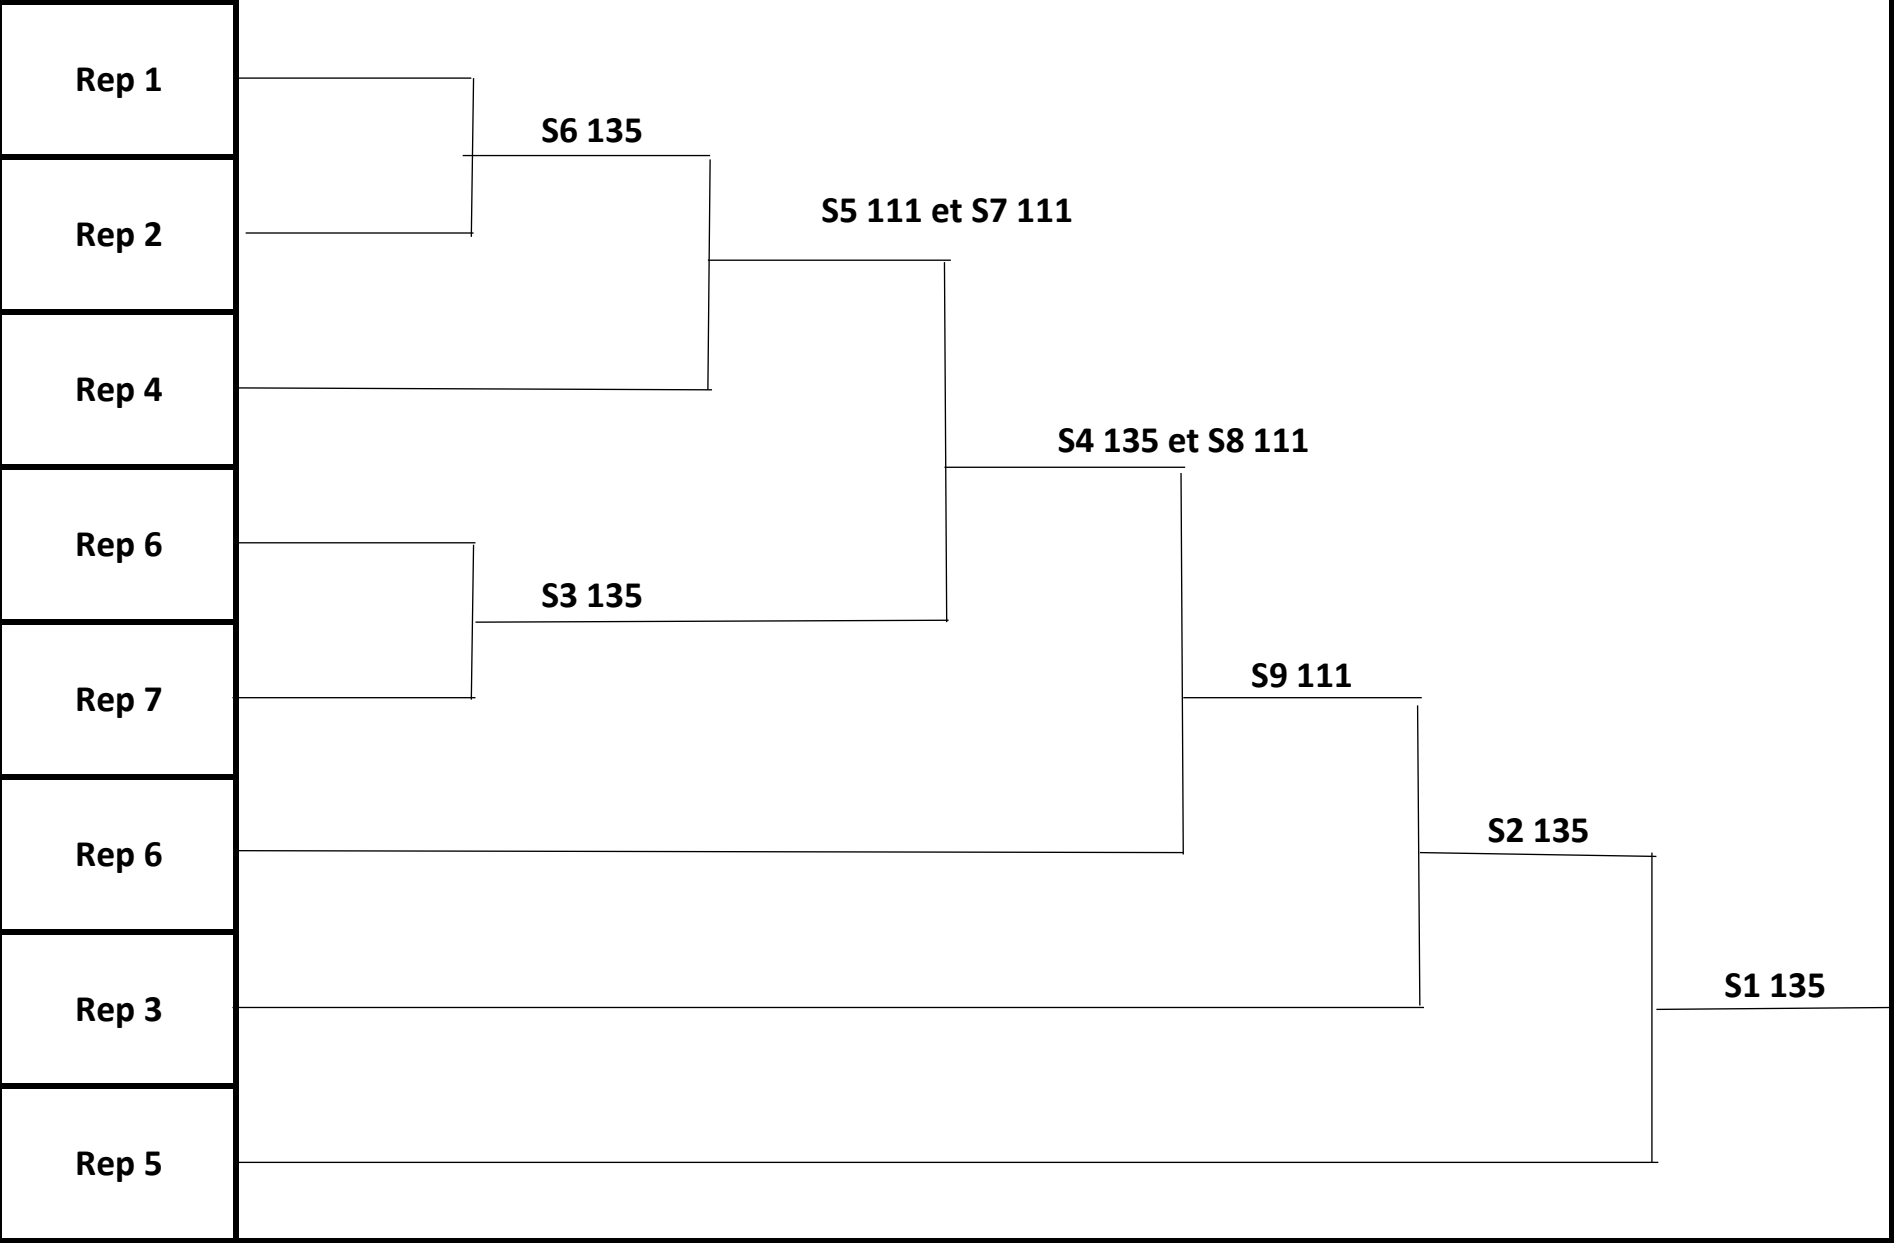 Rep 1
S6 135
S5 111 et S7 111
Rep 2
Rep 4
S4 135 et S8 111
Rep 6
S3 135
S9 111
Rep 7
S2 135
Rep 6
S1 135
Rep 3
Rep 5